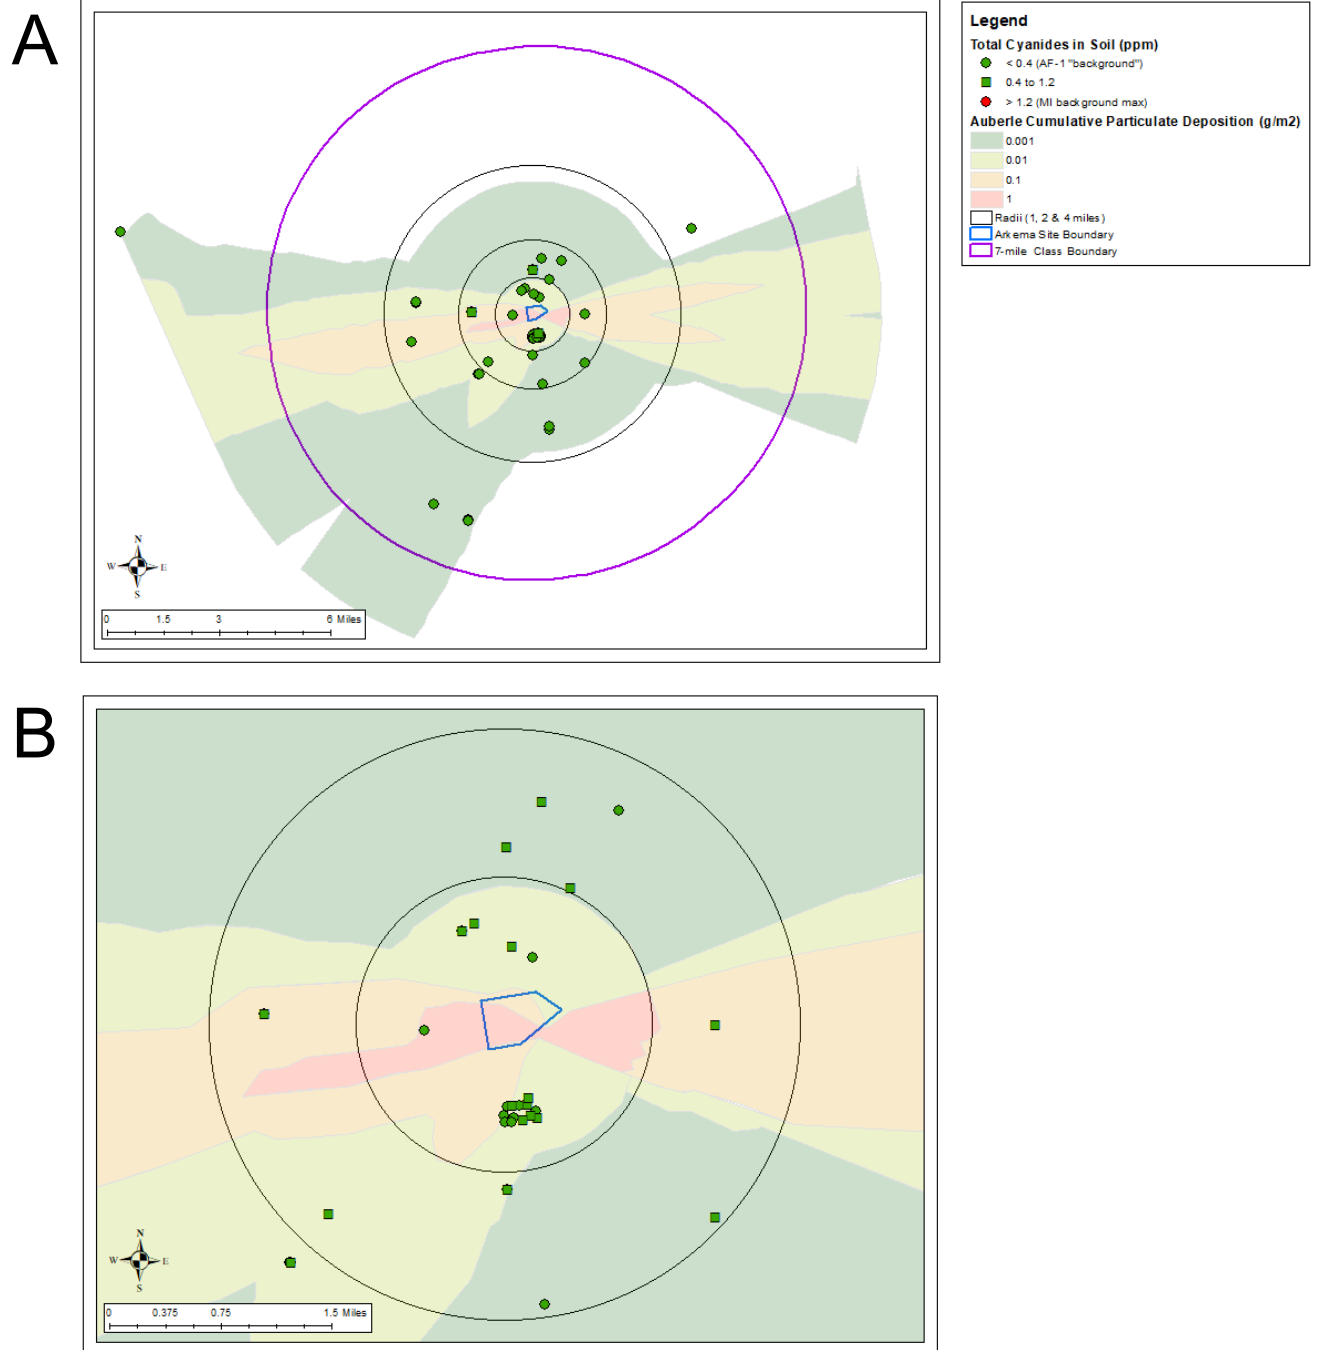 A
Legend
Total Cyanides in Soil (ppm)
< 0.4 (AF-1 "background")
0.4 to 1.2
> 1.2 (MI background max)
Auberle Cumulative Particulate Deposition (g/m2)
0.001
0.01
0.1
1
Radii (1, 2 & 4 miles)
Arkema Site Boundary
7-mile Class Boundary
N
W E
S
0 1.5 3 6 Miles
B
N
W E
S
0 0.375 0.75 1.5 Miles